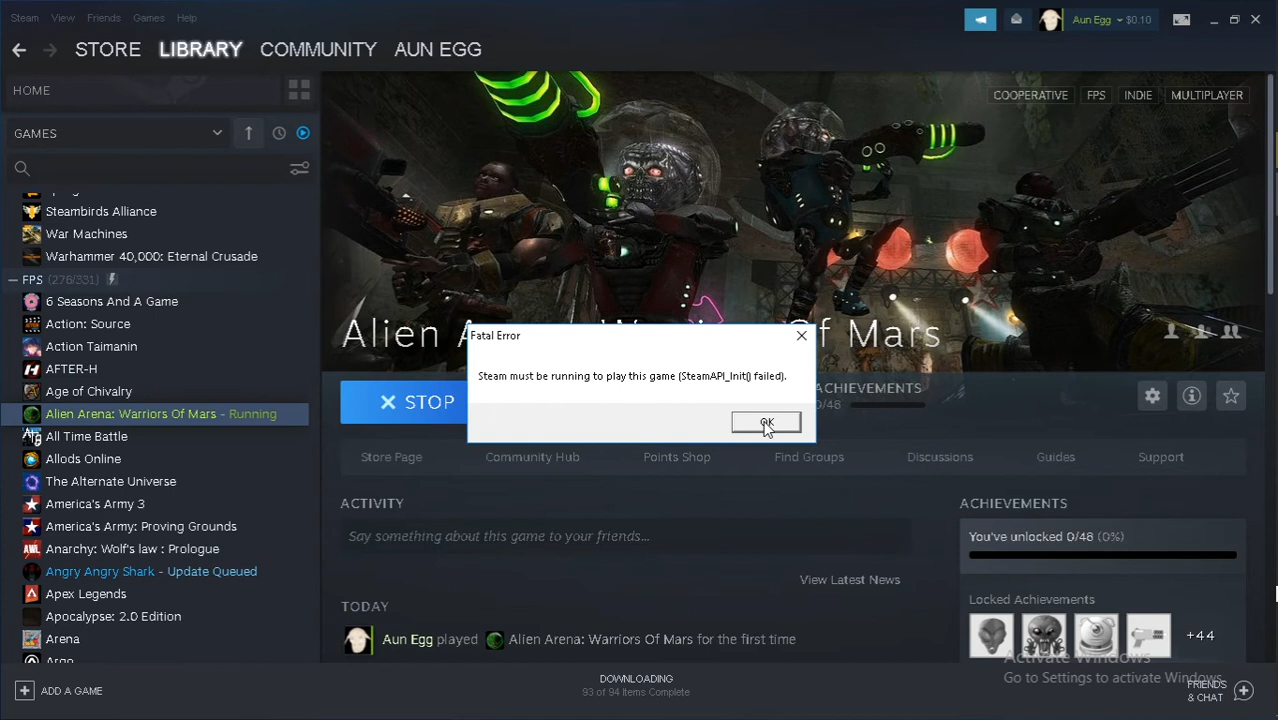 Steam View Friends Games Help
Aun Egg $0.10
STORE LIBRARY COMMUNITY AUN EGG
HOME
GAMES
Steambirds Alliance
War Machines
Warhammer 40,000: Eternal Crusade
FPS (276/331)
6 Seasons And A Game
Action: Source
Action Taimanin
AFTER-H
Age of Chivalry
Alien Arena: Warriors Of Mars - Running
All Time Battle
Allods Online
The Alternate Universe
America's Army 3
America's Army: Proving Grounds
Anarchy: Wolf's law : Prologue
Angry Angry Shark - Update Queued
Apex Legends
Apocalypse: 2.0 Edition
Arena
Argo
ADD A GAME
COOPERATIVE FPS INDIE MULTIPLAYER
Alien Of Mars
Fatal Error
Steam must be running to play this game (SteamAPI_Init() failed).
OK
STOP
ACHIEVEMENTS
0/48
Store Page Community Hub Points Shop Find Groups Discussions Guides Support
ACTIVITY
Say something about this game to your friends...
View Latest News
TODAY
Aun Egg played Alien Arena: Warriors Of Mars for the first time
ACHIEVEMENTS
You've unlocked 0/48 (0%)
Locked Achievements
+44
Activate Windows
Go to Settings to activate Windows.
DOWNLOADING
93 of 94 Items Complete
FRIENDS
& CHAT